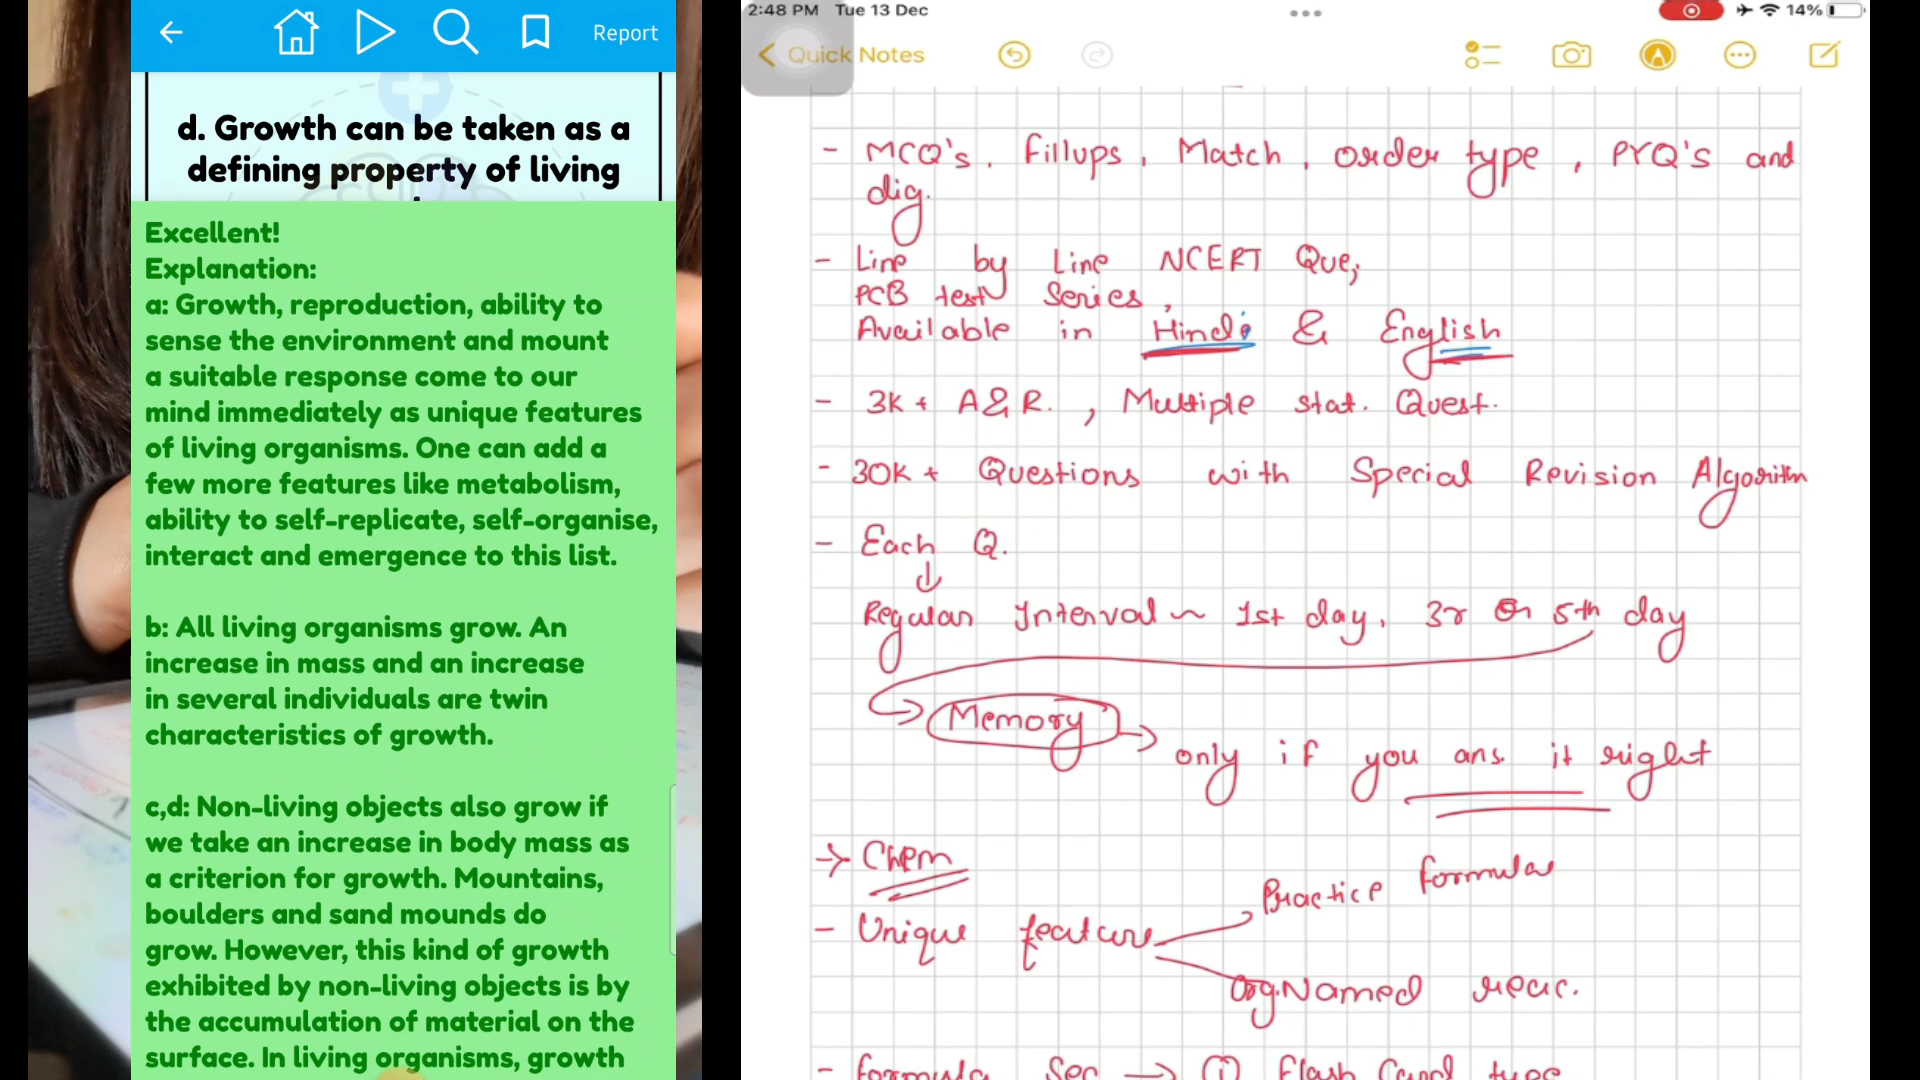 Report
d. Growth can be taken as a
defining property of living
Excellent!
Explanation:
a: Growth, reproduction, ability to
sense the environment and mount
a suitable response come to our
mind immediately as unique features
of living organisms. One can add a
few more features like metabolism,
ability to self-replicate, self-organise,
interact and emergence to this list.
b: All living organisms grow. An
increase in mass and an increase
in several individuals are twin
characteristics of growth.
c,d: Non-living objects also grow if
we take an increase in body mass as
a criterion for growth. Mountains,
boulders and sand mounds do
grow. However, this kind of growth
exhibited by non-living objects is by
the accumulation of material on the
surface. In living organisms, growth
2:48 PM Tue 13 Dec
14%
Quick Notes
- MCQ's, Fillups, Match, order type, PYQ's and
dig.
- Line by Line NCERT Que,
PCB test Series,
Available in Hindi & English
- 3K+ A&R., Multiple stat. Quest.
- 30K+ Questions with Special Revision Algorithm
- Each Q.
↓
Regular Interval ~ 1st day, 3r or 5th day
→ Memory → only if you ans. it right
→ Chem
- Unique feature
Practice formulas
Org.Named reac.
- Formula Sec → ① Flash Card type